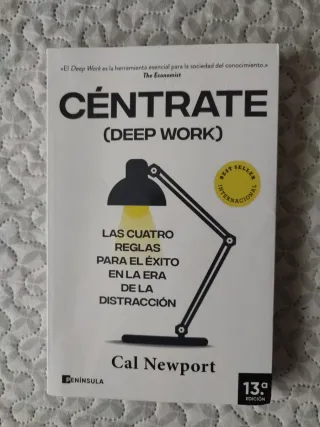 «El Deep Work es la herramienta esencial para la sociedad del conocimiento.»
The Economist
CÉNTRATE
(DEEP WORK)
BEST SELLER
INTERNACIONAL
LAS CUATRO
REGLAS
PARA EL ÉXITO
EN LA ERA
DE LA
DISTRACCIÓN
Cal Newport
PENÍNSULA
13.ª
EDICIÓN